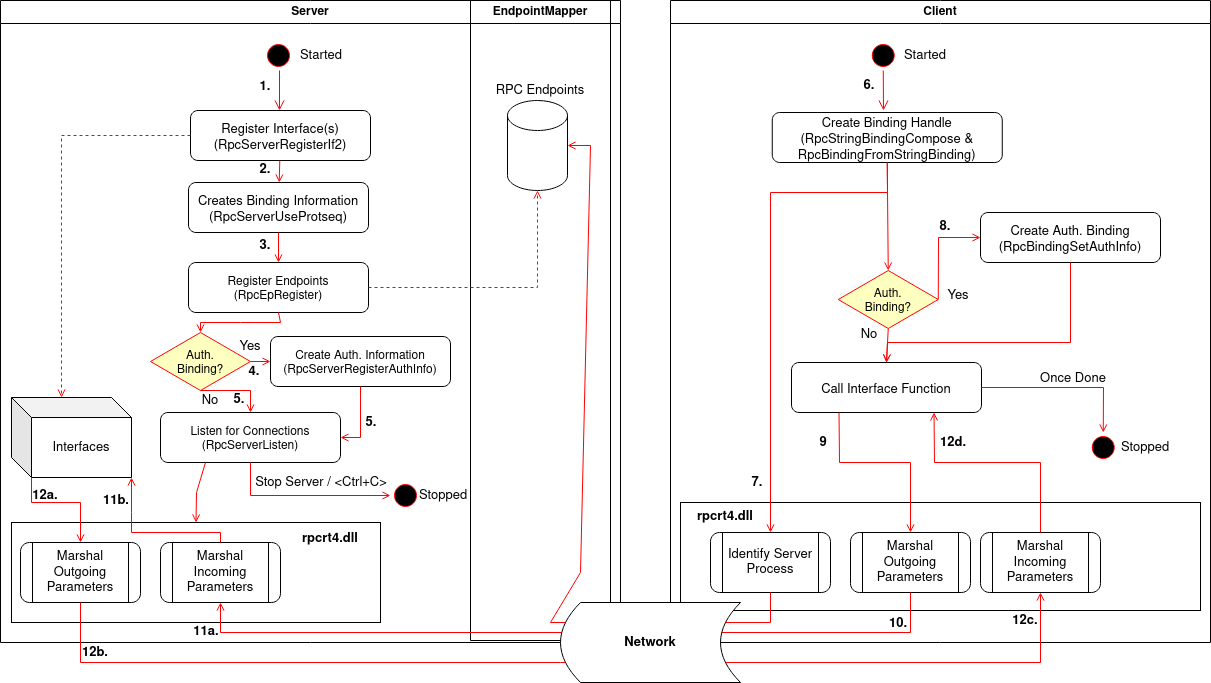 Server
EndpointMapper
Client
Started
1.
Register Interface(s)
(RpcServerRegisterIf2)
2.
Creates Binding Information
(RpcServerUseProtseq)
3.
Register Endpoints
(RpcEpRegister)
Auth.
Binding?
Yes
4.
No
5.
Create Auth. Information
(RpcServerRegisterAuthInfo)
5.
Listen for Connections
(RpcServerListen)
Stop Server / <Ctrl+C>
Stopped
Interfaces
12a.
11b.
rpcrt4.dll
Marshal
Outgoing
Parameters
Marshal
Incoming
Parameters
11a.
12b.
RPC Endpoints
Network
Started
6.
Create Binding Handle
(RpcStringBindingCompose &
RpcBindingFromStringBinding)
8.
Create Auth. Binding
(RpcBindingSetAuthInfo)
Auth.
Binding?
Yes
No
Call Interface Function
Once Done
Stopped
9
12d.
7.
rpcrt4.dll
Identify Server
Process
Marshal
Outgoing
Parameters
Marshal
Incoming
Parameters
10.
12c.